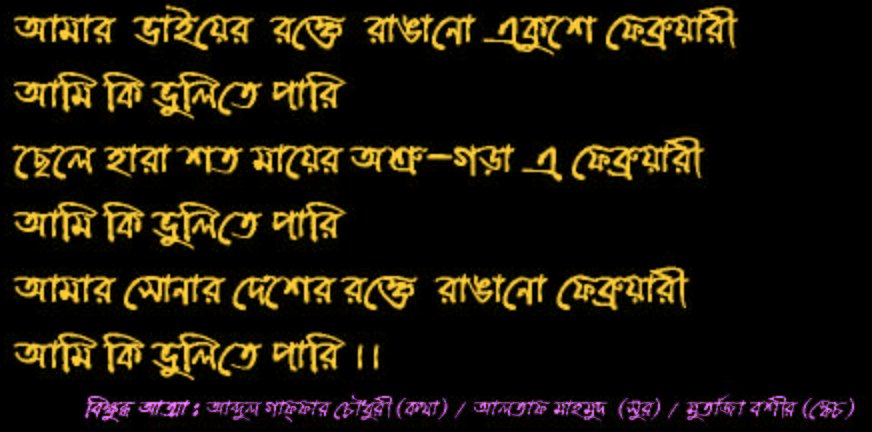 আমার ভাইয়ের রক্তে রাঙানো একুশে ফেব্রুয়ারী
আমি কি ভুলিতে পারি
ছেলে হারা শত মায়ের অশ্রু-গড়া এ ফেব্রুয়ারী
আমি কি ভুলিতে পারি
আমার সোনার দেশের রক্তে রাঙানো ফেব্রুয়ারী
আমি কি ভুলিতে পারি ।।
বিক্ষুব্ধ আত্মা : আব্দুল গাফ্ফার চৌধুরী (কথা) / আলতাফ মাহমুদ (সুর) / মুর্তাজা বশীর (স্কেচ)